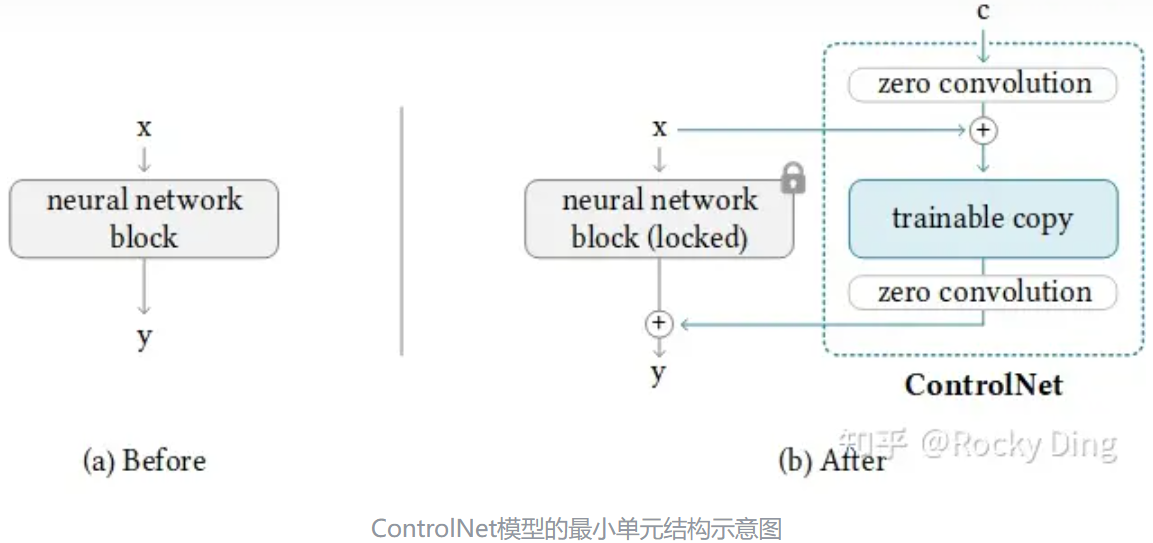 c
zero convolution
x
x
+
neural network
block
neural network
block (locked)
trainable copy
zero convolution
+
y
y
ControlNet
知乎 @Rocky Ding
(a) Before
(b) After
ControlNet模型的最小单元结构示意图